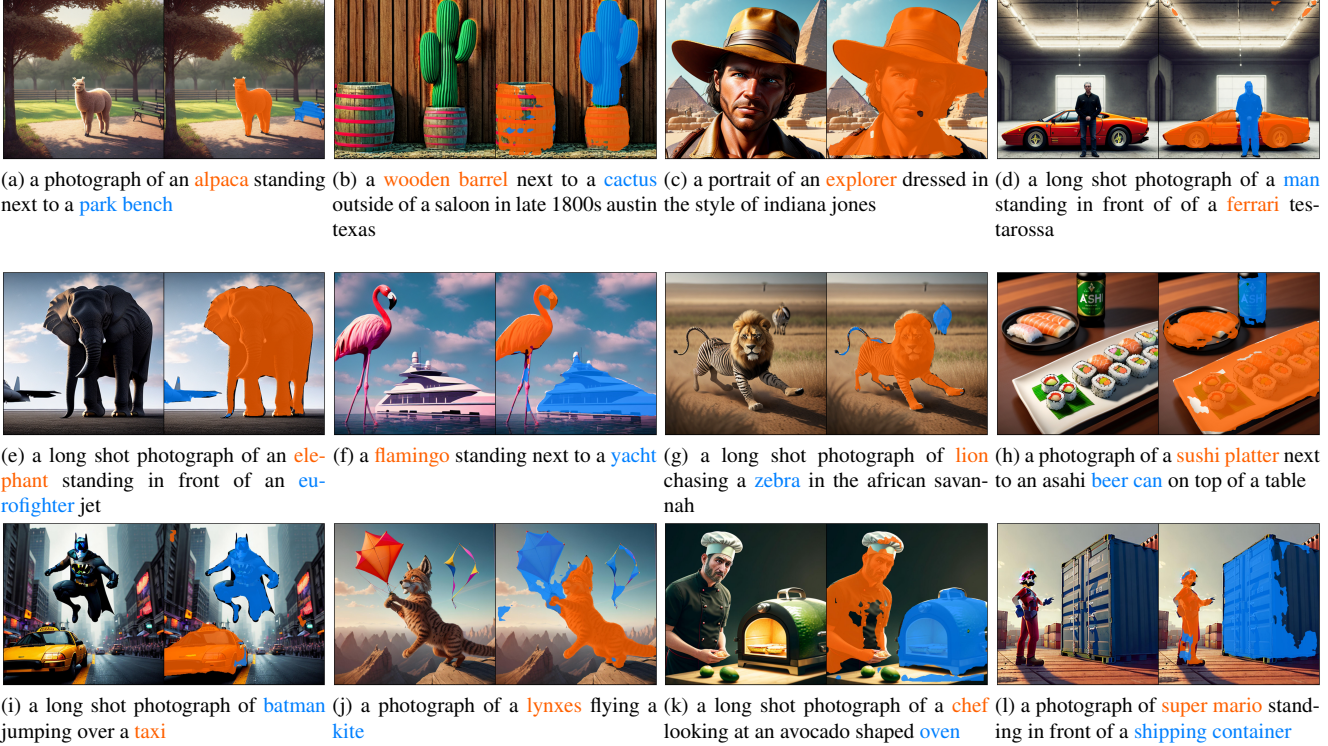 (a) a photograph of an alpaca standing
next to a park bench
(b) a wooden barrel next to a cactus
outside of a saloon in late 1800s austin
texas
(c) a portrait of an explorer dressed in
the style of indiana jones
(d) a long shot photograph of a man
standing in front of of a ferrari tes-
tarossa
ASHI
ASHI
(e) a long shot photograph of an ele-
phant standing in front of an eu-
rofighter jet
(f) a flamingo standing next to a yacht
(g) a long shot photograph of lion
chasing a zebra in the african savan-
nah
(h) a photograph of a sushi platter next
to an asahi beer can on top of a table
(i) a long shot photograph of batman
jumping over a taxi
(j) a photograph of a lynxes flying a
kite
(k) a long shot photograph of a chef
looking at an avocado shaped oven
(l) a photograph of super mario stand-
ing in front of a shipping container